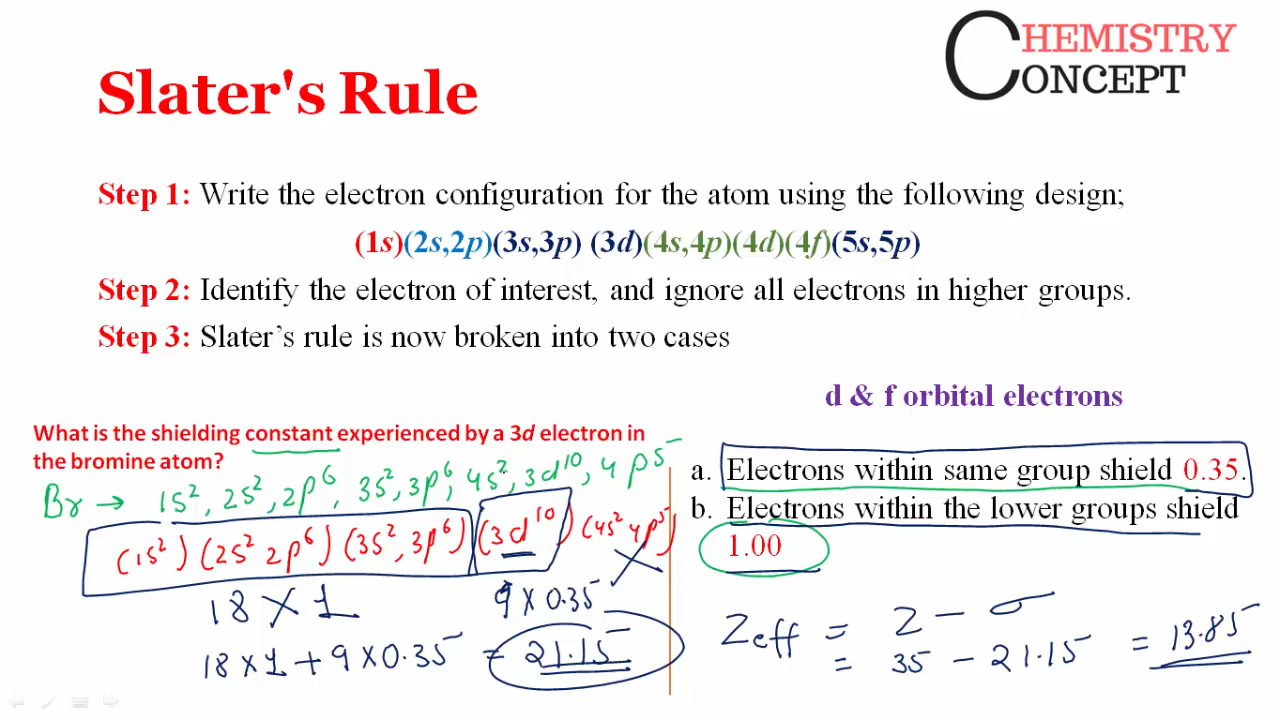 CHEMISTRY
CONCEPT
Slater's Rule
Step 1: Write the electron configuration for the atom using the following design;
(1s)(2s,2p)(3s,3p) (3d)(4s,4p)(4d)(4f)(5s,5p)
Step 2: Identify the electron of interest, and ignore all electrons in higher groups.
Step 3: Slater’s rule is now broken into two cases
d & f orbital electrons
What is the shielding constant experienced by a 3d electron in
the bromine atom?
Br → 1s², 2s², 2p⁶, 3s², 3p⁶, 4s², 3d¹⁰, 4p⁵
(1s²) (2s² 2p⁶) (3s², 3p⁶) (3d¹⁰) (4s² 4p⁵)
18 × 1 9 × 0.35
18 × 1 + 9 × 0.35 = 21.15
a. Electrons within same group shield 0.35.
b. Electrons within the lower groups shield
1.00
Zeff = Z - σ
= 35 - 21.15 = 13.85